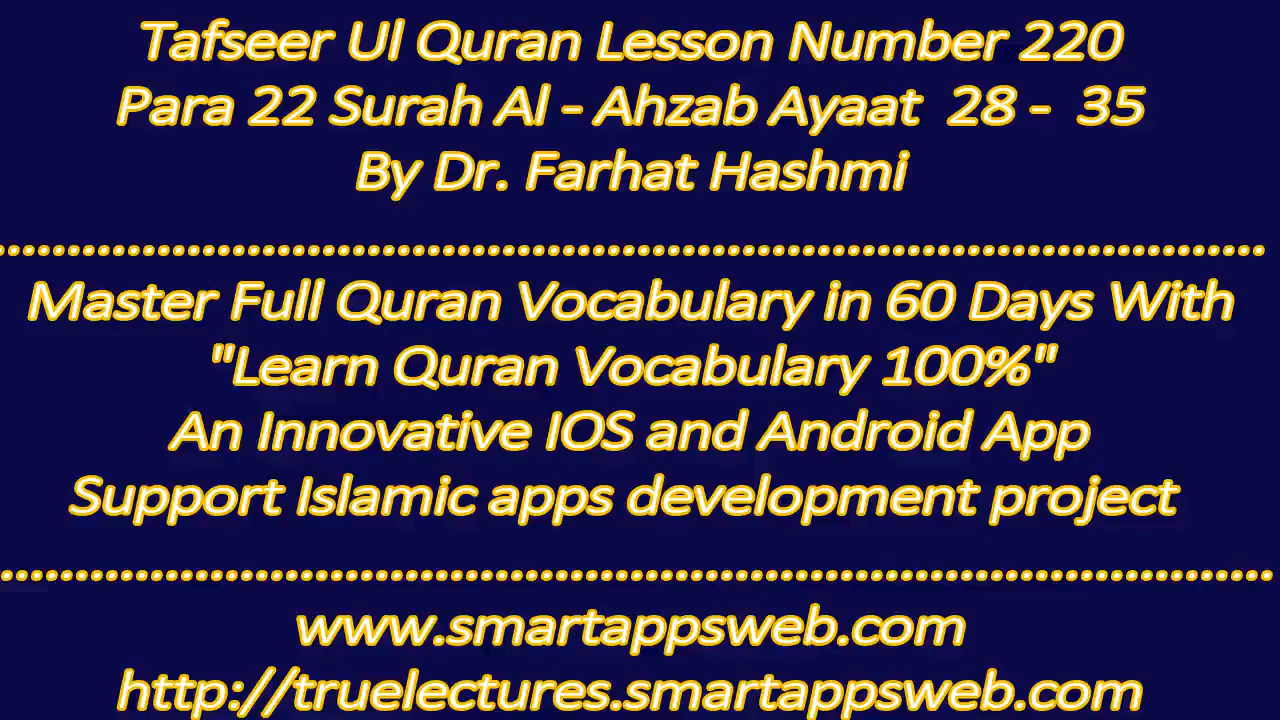 Tafseer Ul Quran Lesson Number 220
Para 22 Surah Al - Ahzab Ayaat 28 - 35
By Dr. Farhat Hashmi
Master Full Quran Vocabulary in 60 Days With
"Learn Quran Vocabulary 100%"
An Innovative IOS and Android App
Support Islamic apps development project
www.smartappsweb.com
http://truelectures.smartappsweb.com